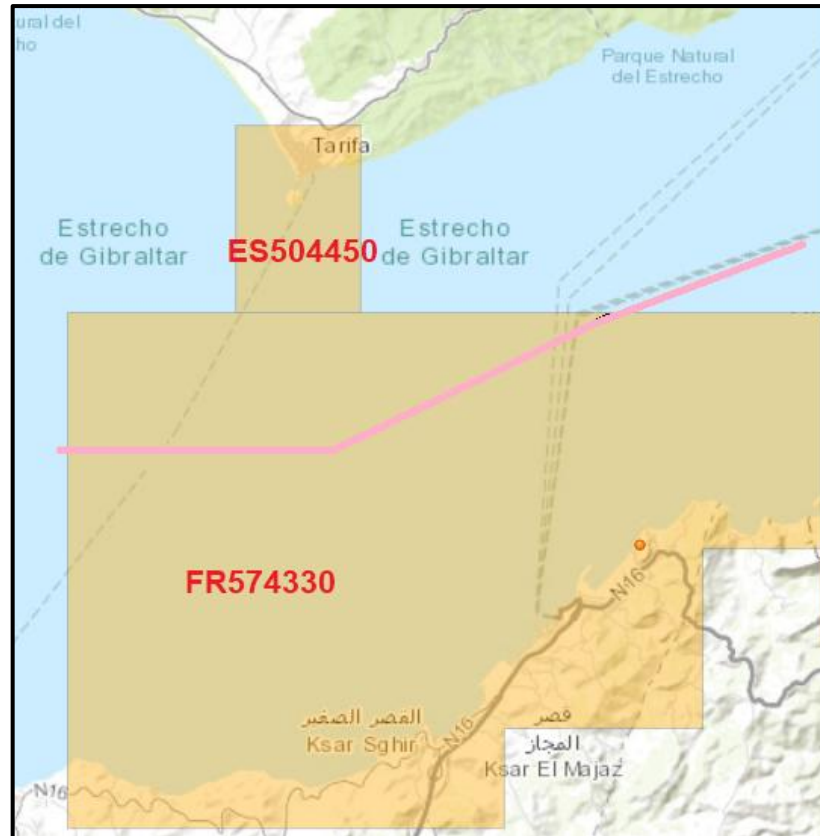 ural del
ho
Parque Natural
del Estrecho
Tarifa
Estrecho
de Gibraltar
ES504450
Estrecho
de Gibraltar
FR574330
N16
القصر الصغير
Ksar Sghir
N16
قصر
المجاز
Ksar El Majaz
N16